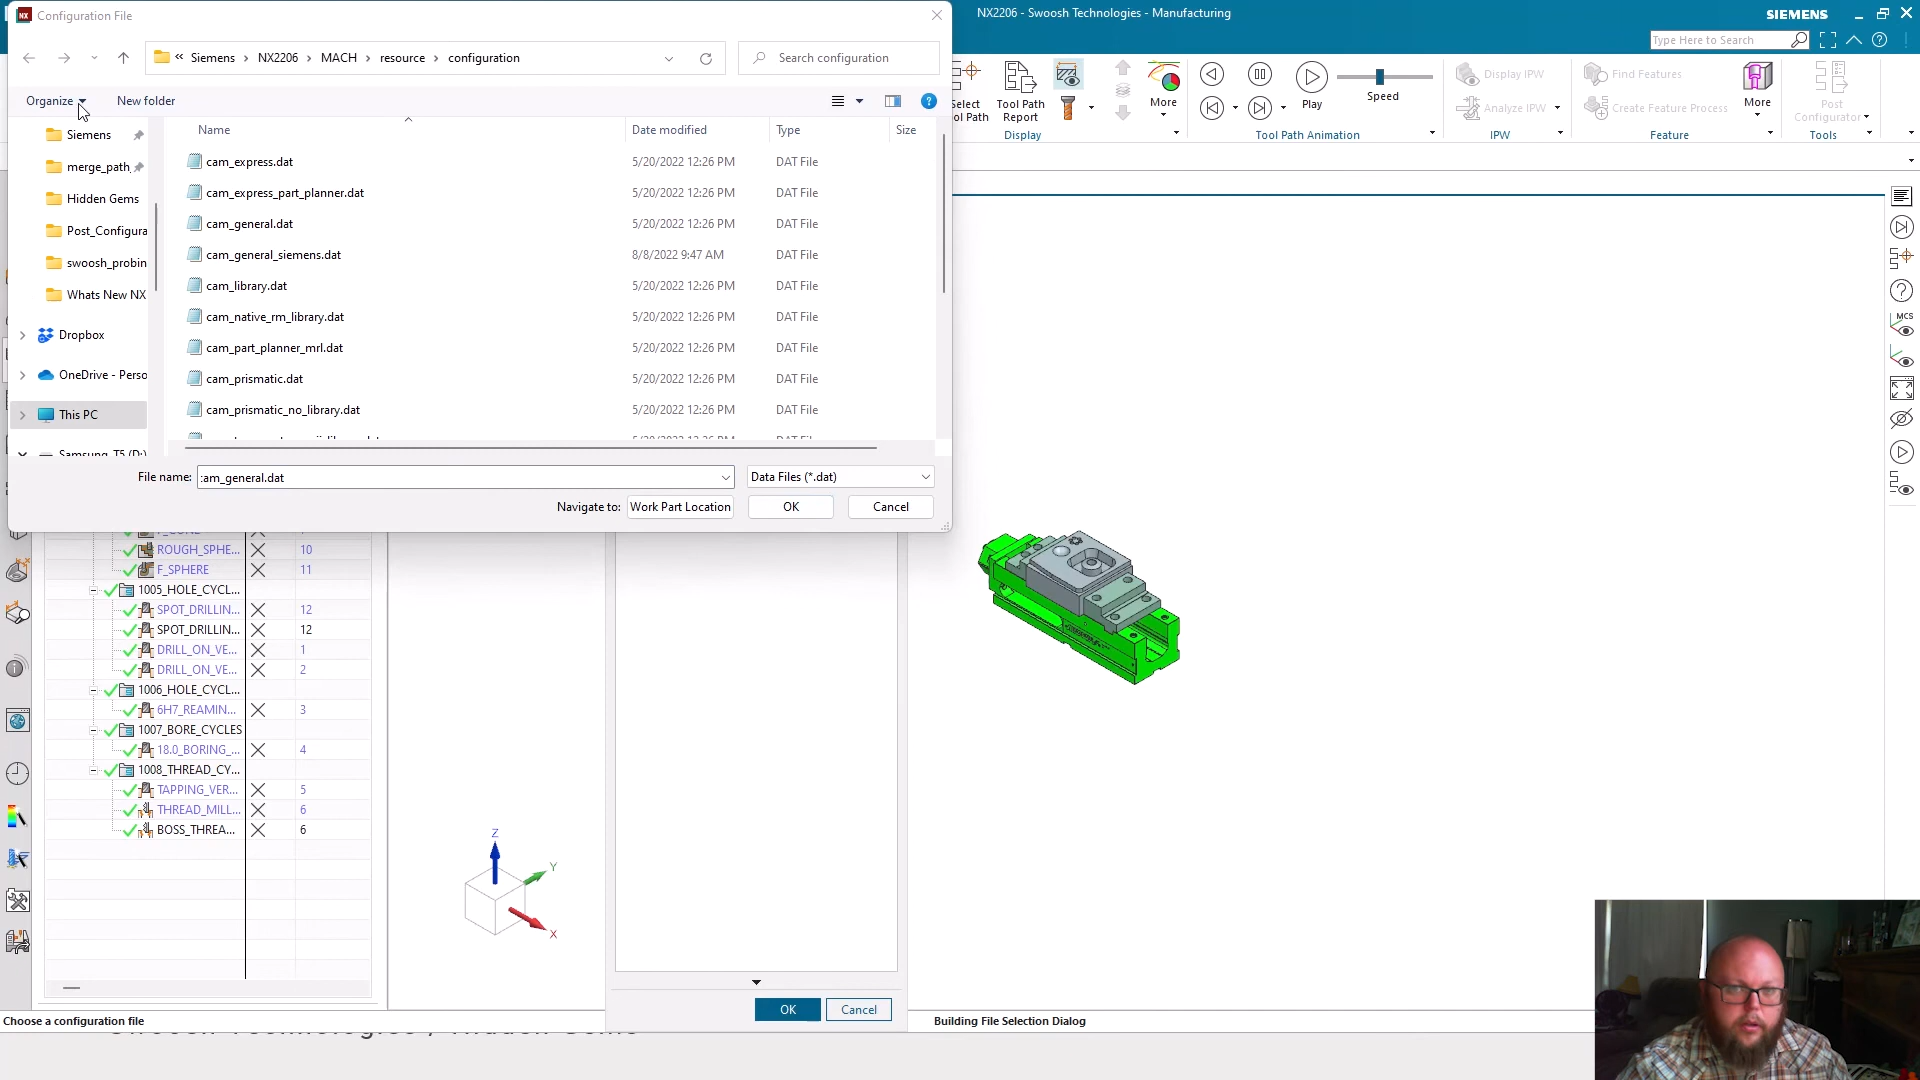 Configuration File
NX2206 - Swoosh Technologies - Manufacturing
SIEMENS
Type Here to Search
« Siemens › NX2206 › MACH › resource › configuration
Search configuration
Organize
New folder
Name
Date modified
Type
Size
Siemens
merge_path
Hidden Gems
Post_Configura
swoosh_probin
Whats New NX
Dropbox
OneDrive - Perso
This PC
Samsung_T5 (D:)
cam_express.dat 5/20/2022 12:26 PM DAT File
cam_express_part_planner.dat 5/20/2022 12:26 PM DAT File
cam_general.dat 5/20/2022 12:26 PM DAT File
cam_general_siemens.dat 8/8/2022 9:47 AM DAT File
cam_library.dat 5/20/2022 12:26 PM DAT File
cam_native_rm_library.dat 5/20/2022 12:26 PM DAT File
cam_part_planner_mrl.dat 5/20/2022 12:26 PM DAT File
cam_prismatic.dat 5/20/2022 12:26 PM DAT File
cam_prismatic_no_library.dat 5/20/2022 12:26 PM DAT File
File name: :am_general.dat
Data Files (*.dat)
Navigate to: Work Part Location
OK
Cancel
Tool Path
Report
More
Display
Play
Speed
Tool Path Animation
Display IPW
Analyze IPW
IPW
Find Features
Create Feature Process
More
Feature
Post
Configurator
Tools
MCS
ROUGH_SPHE... 10
F_SPHERE 11
1005_HOLE_CYCL...
SPOT_DRILLIN... 12
SPOT_DRILLIN... 12
DRILL_ON_VE... 1
DRILL_ON_VE... 2
1006_HOLE_CYCL...
6H7_REAMIN... 3
1007_BORE_CYCLES
18.0_BORING_... 4
1008_THREAD_CY...
TAPPING_VER... 5
THREAD_MILL... 6
BOSS_THREA... 6
Z
Y
X
OK
Cancel
Choose a configuration file
Building File Selection Dialog